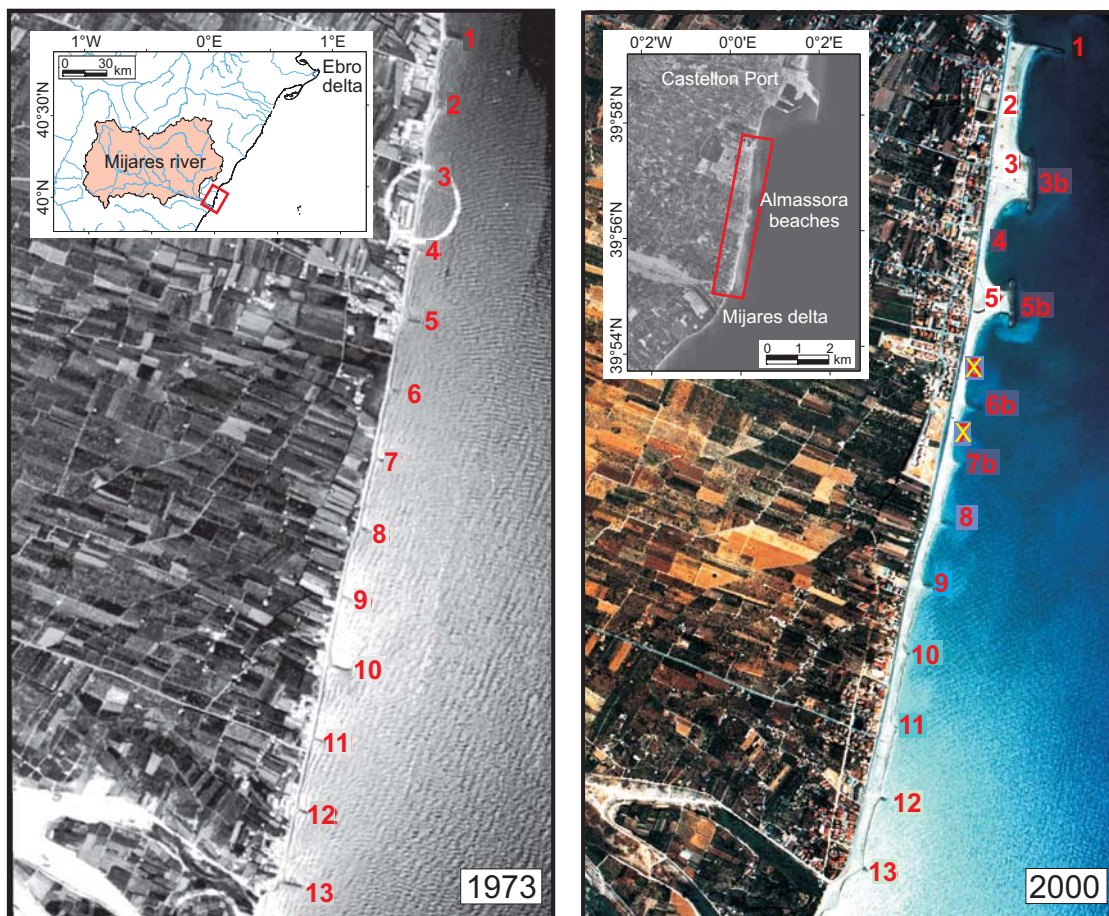 1°W
0°E
1°E
0 30
km
Ebro
delta
40°30'N
Mijares river
40°N
1
2
3
4
5
6
7
8
9
10
11
12
13
1973
0°2'W
0°0'E
0°2'E
Castellon Port
39°58'N
Almassora
beaches
39°56'N
Mijares delta
39°54'N
0 1 2
km
1
2
3
3b
4
5
5b
X
6b
X
7b
8
9
10
11
12
13
2000